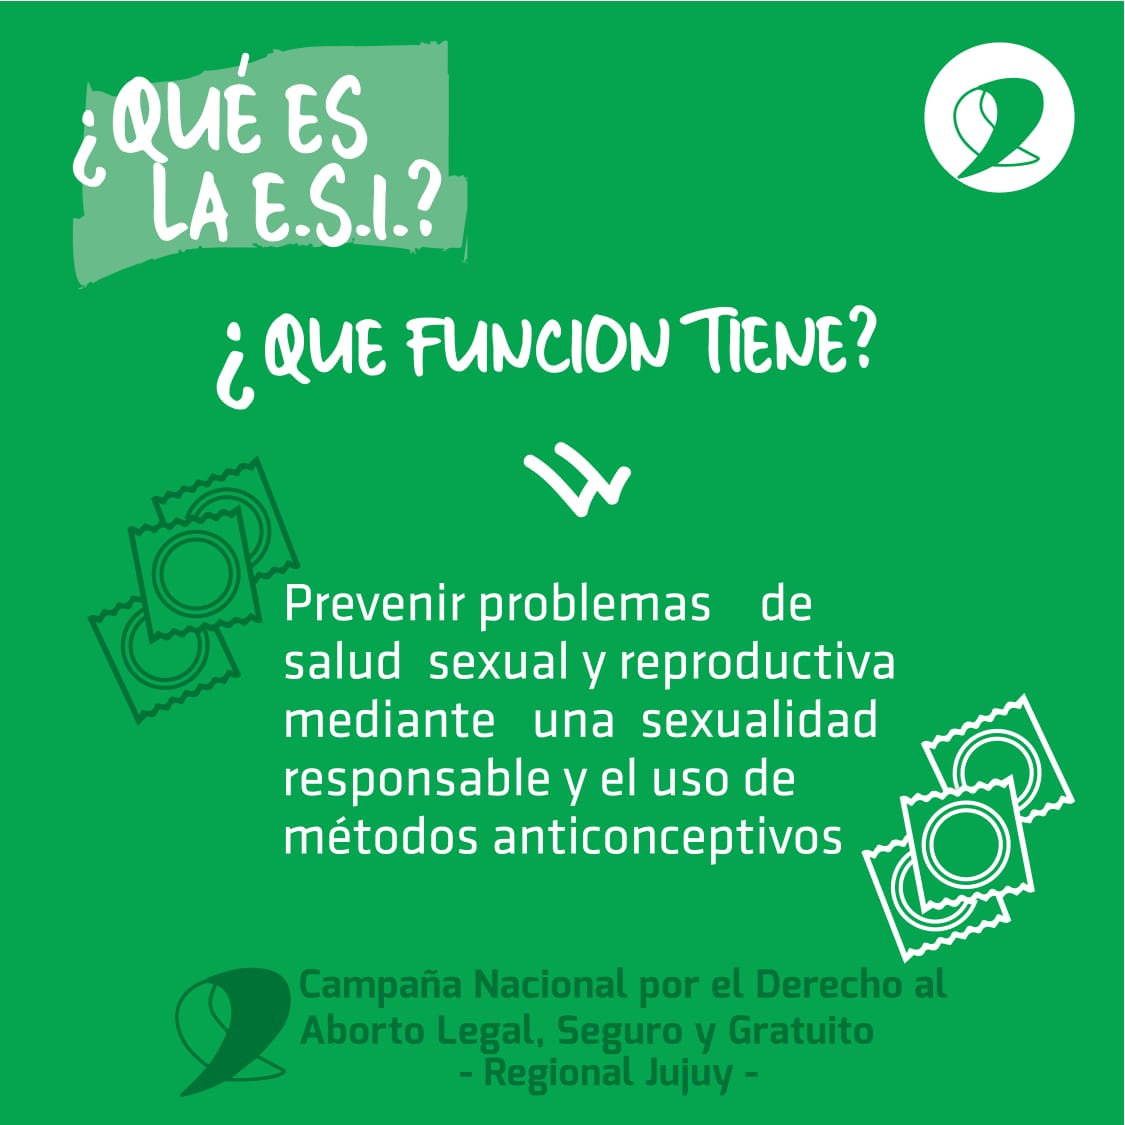 ¿QUÉ ES
LA E.S.I.?
¿QUE FUNCION TIENE?
Prevenir problemas de
salud sexual y reproductiva
mediante una sexualidad
responsable y el uso de
métodos anticonceptivos
Campaña Nacional por el Derecho al
Aborto Legal, Seguro y Gratuito
- Regional Jujuy -